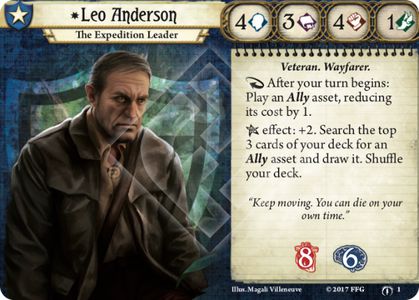 *Leo Anderson
The Expedition Leader
4 3 4 1
Veteran. Wayfarer.
After your turn begins:
Play an Ally asset, reducing
its cost by 1.
effect: +2. Search the top
3 cards of your deck for an
Ally asset and draw it. Shuffle
your deck.
"Keep moving. You can die on your
own time."
8 6
Illus. Magali Villeneuve © 2017 FFG 1